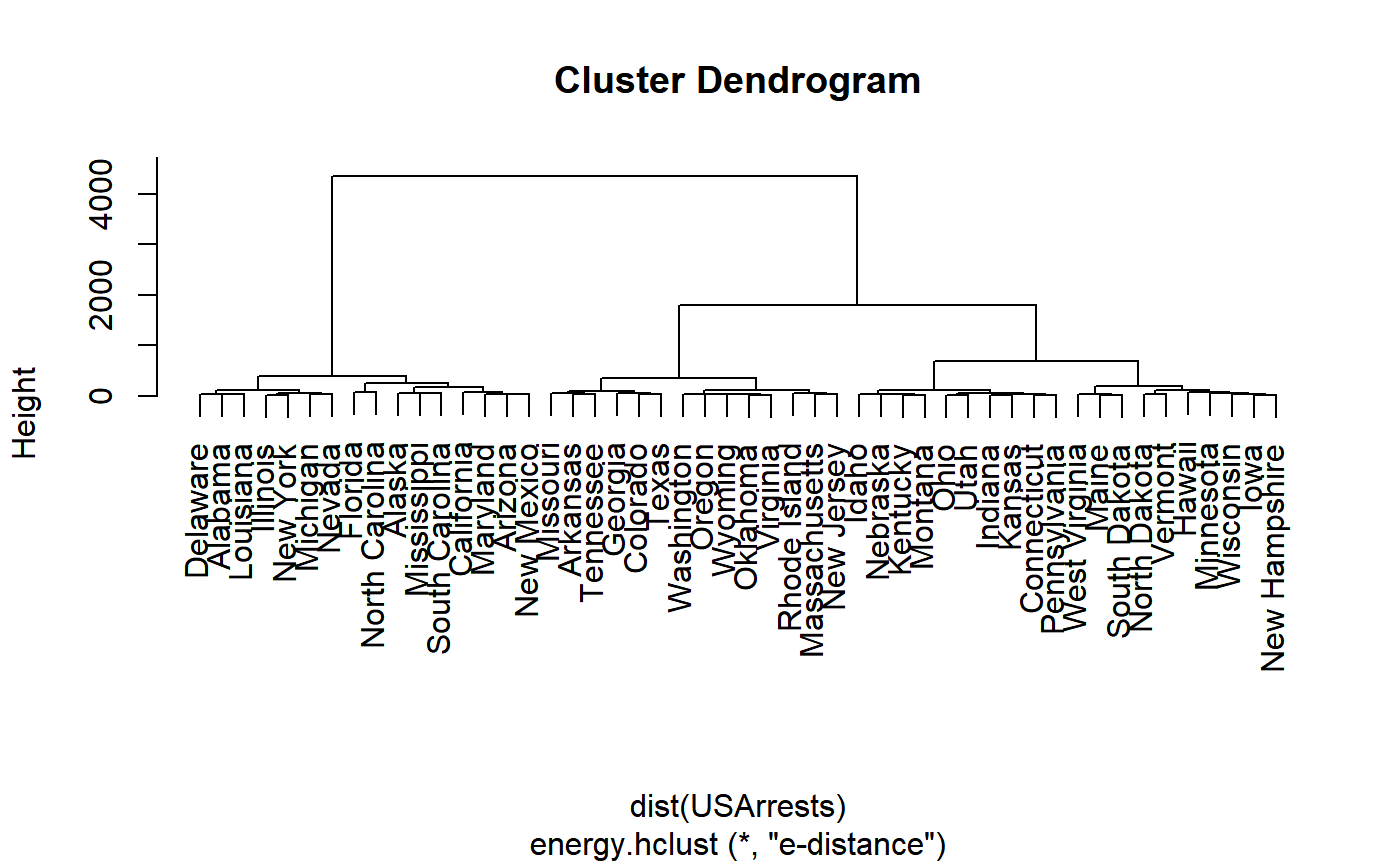 Cluster Dendrogram
Height
0
2000
4000
Delaware
Alabama
Louisiana
Illinois
New York
Michigan
Nevada
Florida
North Carolina
Alaska
Mississippi
South Carolina
California
Maryland
Arizona
New Mexico
Missouri
Arkansas
Tennessee
Georgia
Colorado
Texas
Washington
Oregon
Wyoming
Oklahoma
Virginia
Rhode Island
Massachusetts
New Jersey
Idaho
Nebraska
Kentucky
Montana
Ohio
Utah
Indiana
Kansas
Connecticut
Pennsylvania
West Virginia
Maine
South Dakota
North Dakota
Vermont
Hawaii
Minnesota
Wisconsin
Iowa
New Hampshire
dist(USArrests)
energy.hclust (*, "e-distance")